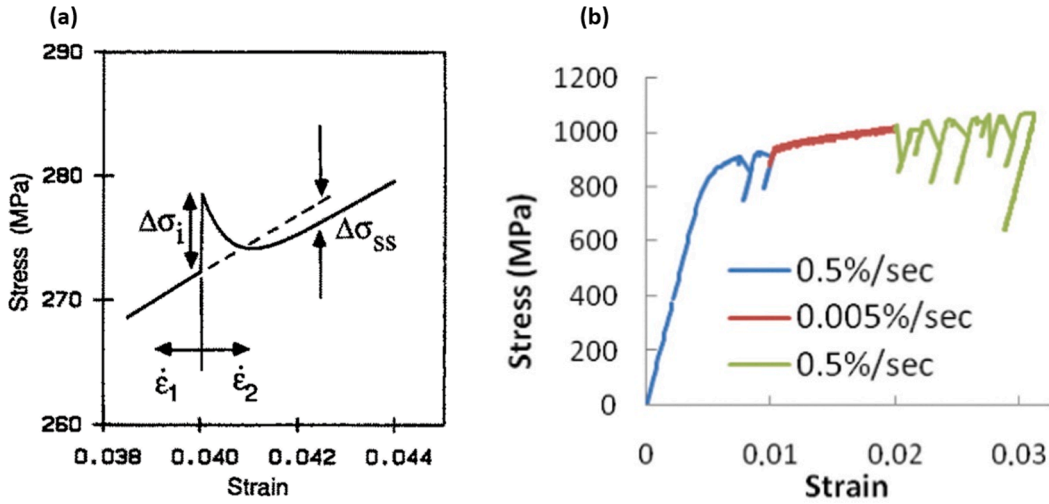 (a)
290
280
270
260
Stress (MPa)
Δσi
Δσss
ε̇1
ε̇2
0.038
0.040
0.042
0.044
Strain
(b)
1200
1000
800
600
400
200
0
Stress (MPa)
0.5%/sec
0.005%/sec
0.5%/sec
0
0.01
0.02
0.03
Strain